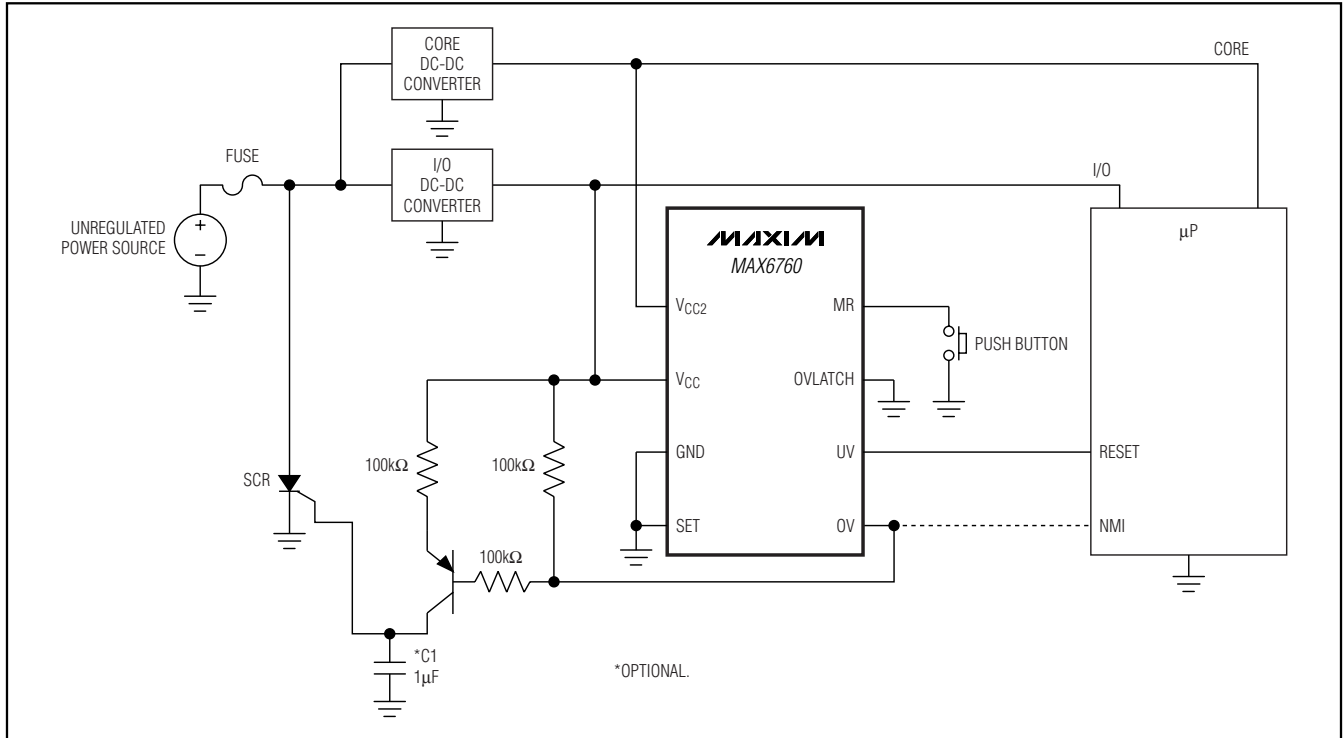 CORE
DC-DC
CONVERTER
CORE
FUSE
I/O
DC-DC
CONVERTER
I/O
UNREGULATED
POWER SOURCE
+
−
MAXIM
MAX6760
µP
VCC2
MR
PUSH BUTTON
VCC
OVLATCH
100kΩ
100kΩ
GND
UV
RESET
SCR
SET
OV
NMI
100kΩ
*C1
1µF
*OPTIONAL.